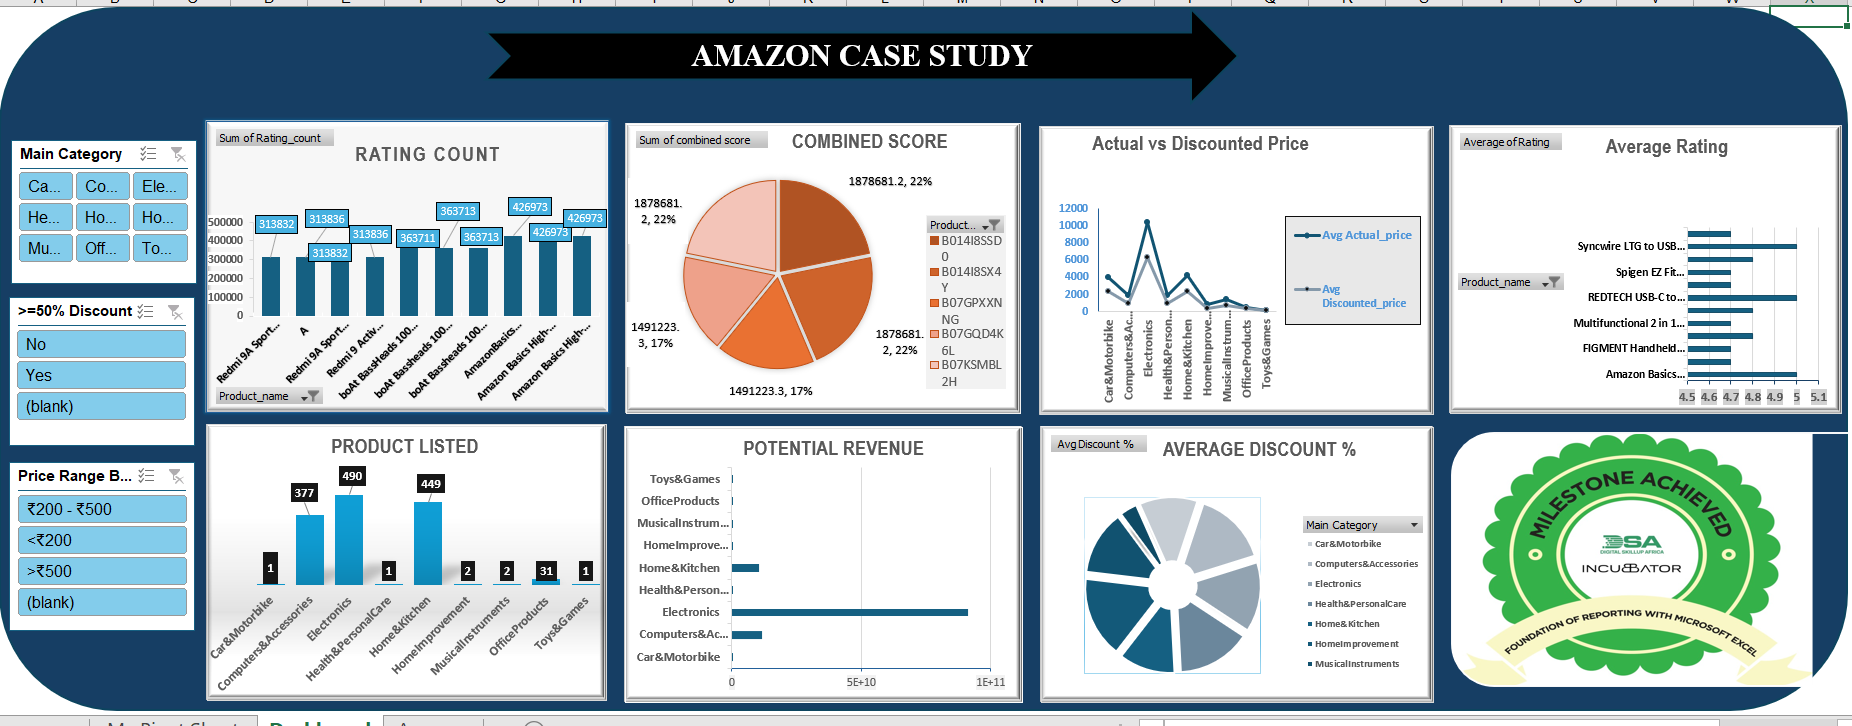 AMAZON CASE STUDY
Main Category
Ca...
Co...
Ele...
He...
Ho...
Ho...
Mu...
Off...
To...
>=50% Discount
No
Yes
(blank)
Price Range B...
₹200 - ₹500
<₹200
>₹500
(blank)
Sum of Rating_count
RATING COUNT
500000
400000
300000
200000
100000
0
313832
313836
313832
313836
363711
363713
363713
426973
426973
426973
Redmi 9A Sport...
A
Redmi 9A Sport...
Redmi 9 Activ...
boAt BassHeads 100...
boAt Bassheads 100...
boAt Bassheads 100...
AmazonBasics...
Amazon Basics High-...
Amazon Basics High-...
Product_name
Sum of combined score
COMBINED SCORE
1878681.2, 22%
1878681.
2, 22%
1491223.3, 17%
1491223.
3, 17%
1878681.
2, 22%
Product...
B014I8SSD
0
B014I8SX4
Y
B07GPXXN
NG
B07GQD4K
6L
B07KSMBL
2H
Actual vs Discounted Price
12000
10000
8000
6000
4000
2000
0
Car&Motorbike
Computers&Ac...
Electronics
Health&Person...
Home&Kitchen
HomeImprove...
MusicalInstrum...
OfficeProducts
Toys&Games
Avg Actual_price
Avg
Discounted_price
Average of Rating
Average Rating
Product_name
Syncwire LTG to USB...
Spigen EZ Fit...
REDTECH USB-C to...
Multifunctional 2 in 1...
FIGMENT Handheld...
Amazon Basics...
4.5 4.6 4.7 4.8 4.9 5 5.1
PRODUCT LISTED
1
377
490
1
449
2
2
31
1
Car&Motorbike
Computers&Accessories
Electronics
Health&PersonalCare
Home&Kitchen
HomeImprovement
MusicalInstruments
OfficeProducts
Toys&Games
POTENTIAL REVENUE
Toys&Games
OfficeProducts
MusicalInstrum...
HomeImprove...
Home&Kitchen
Health&Person...
Electronics
Computers&Ac...
Car&Motorbike
0 5E+10 1E+11
Avg Discount %
AVERAGE DISCOUNT %
Main Category
Car&Motorbike
Computers&Accessories
Electronics
Health&PersonalCare
Home&Kitchen
HomeImprovement
MusicalInstruments
MILESTONE ACHIEVED
DSA
DIGITAL SKILLUP AFRICA
INCUBATOR
FOUNDATION OF REPORTING WITH MICROSOFT EXCEL